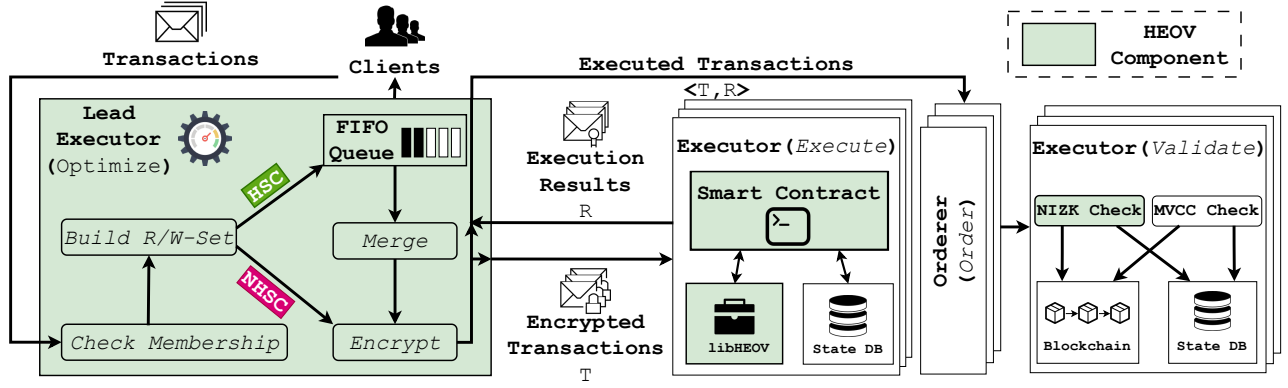 Transactions
Clients
Executed Transactions
<T,R>
HEOV
Component
Lead
Executor
(Optimize)
FIFO
Queue
HSC
Build R/W-Set
Merge
NHSC
Check Membership
Encrypt
Execution
Results
R
Encrypted
Transactions
T
Executor(Execute)
Smart Contract
libHEOV
State DB
Orderer
(Order)
Executor(Validate)
NIZK Check
MVCC Check
Blockchain
State DB